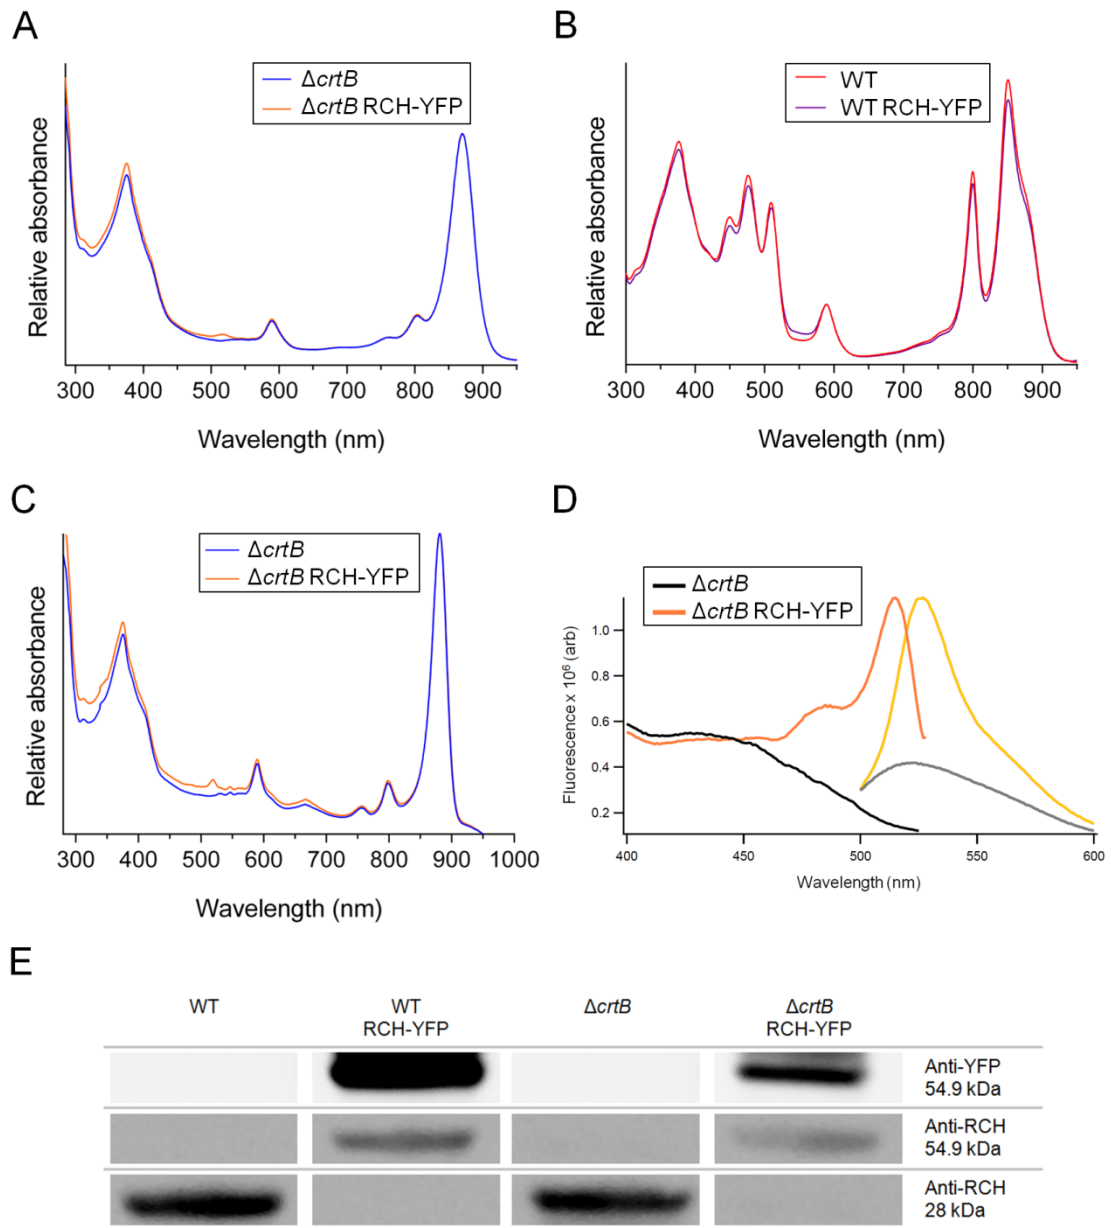 A
ΔcrtB
ΔcrtB RCH-YFP
Relative absorbance
300 400 500 600 700 800 900
Wavelength (nm)
B
WT
WT RCH-YFP
Relative absorbance
300 400 500 600 700 800 900
Wavelength (nm)
C
ΔcrtB
ΔcrtB RCH-YFP
Relative absorbance
300 400 500 600 700 800 900 1000
Wavelength (nm)
D
ΔcrtB
ΔcrtB RCH-YFP
Fluorescence x 10⁶ (arb)
1.0
0.8
0.6
0.4
0.2
400 450 500 550 600
Wavelength (nm)
E
WT
WT
RCH-YFP
ΔcrtB
ΔcrtB
RCH-YFP
Anti-YFP
54.9 kDa
Anti-RCH
54.9 kDa
Anti-RCH
28 kDa